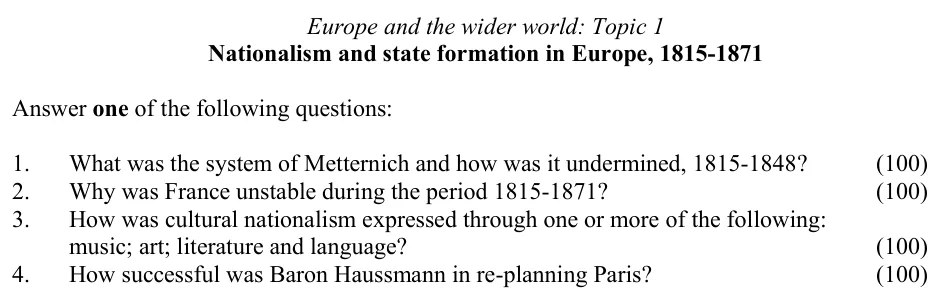 Europe and the wider world: Topic 1
Nationalism and state formation in Europe, 1815-1871
Answer one of the following questions:
1. What was the system of Metternich and how was it undermined, 1815-1848? (100)
2. Why was France unstable during the period 1815-1871? (100)
3. How was cultural nationalism expressed through one or more of the following:
music; art; literature and language? (100)
4. How successful was Baron Haussmann in re-planning Paris? (100)